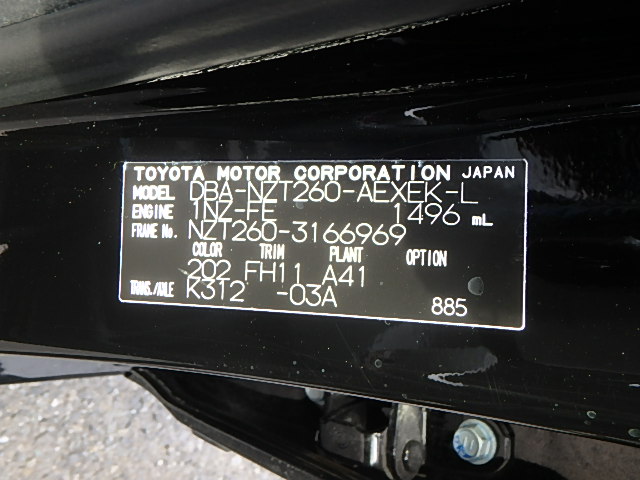 TOYOTA MOTOR CORPORATION JAPAN
MODEL DBA-NZT260-AEXEK-L
ENGINE 1NZ-FE 1496 mL
FRAME No. NZT260-3166969
COLOR TRIM PLANT OPTION
202 FH11 A41
TRANS./AXLE K312 -03A
885